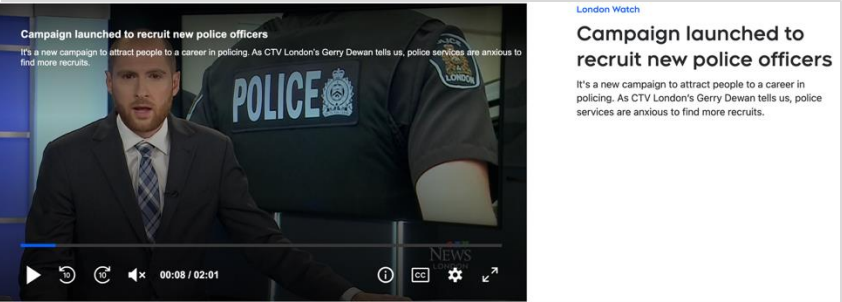 Campaign launched to recruit new police officers
It's a new campaign to attract people to a career in policing. As CTV London's Gerry Dewan tells us, police services are anxious to
find more recruits.
POLICE
POLICE
LONDON
NEWS
LONDON
10
10
00:08 / 02:01
CC
London Watch
Campaign launched to
recruit new police officers
It's a new campaign to attract people to a career in
policing. As CTV London's Gerry Dewan tells us, police
services are anxious to find more recruits.